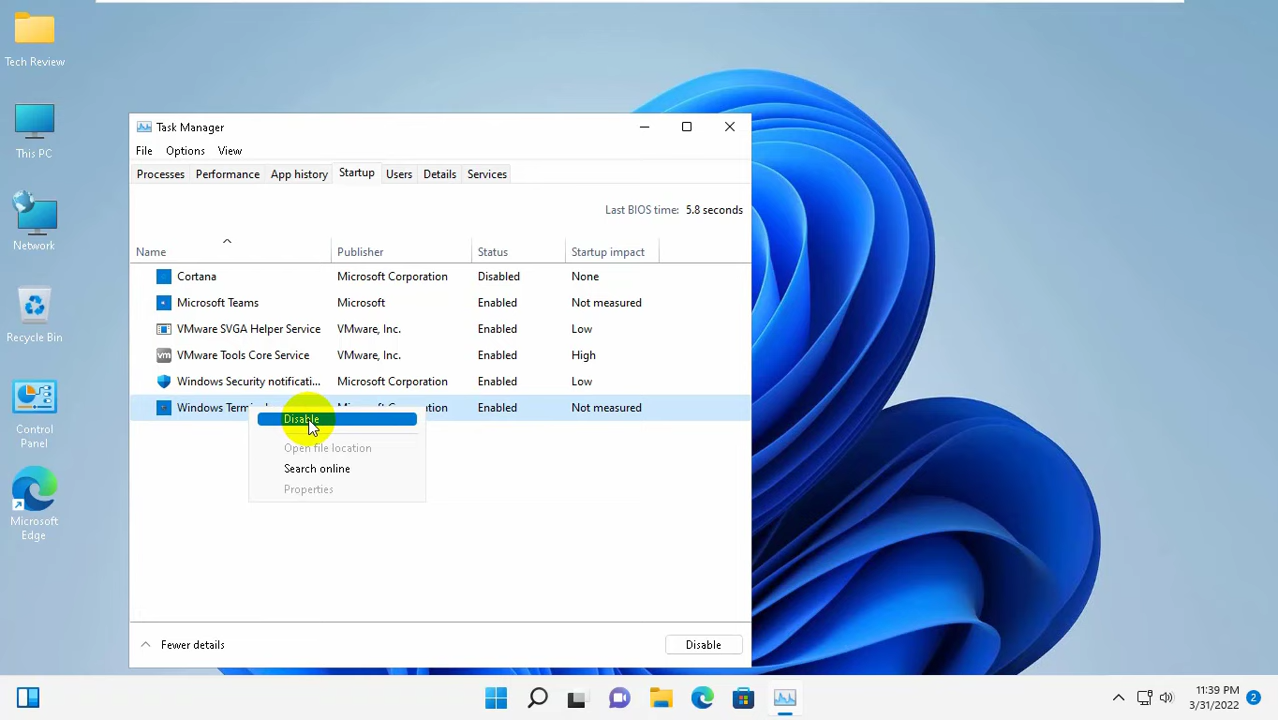 Tech Review
This PC
Network
Recycle Bin
Control
Panel
Microsoft
Edge
Task Manager
File Options View
Processes Performance App history Startup Users Details Services
Last BIOS time: 5.8 seconds
Name Publisher Status Startup impact
Cortana Microsoft Corporation Disabled None
Microsoft Teams Microsoft Enabled Not measured
VMware SVGA Helper Service VMware, Inc. Enabled Low
vm VMware Tools Core Service VMware, Inc. Enabled High
Windows Security notificati... Microsoft Corporation Enabled Low
Windows Enabled Not measured
Disable
Open file location
Search online
Properties
Fewer details Disable
11:39 PM
3/31/2022 2